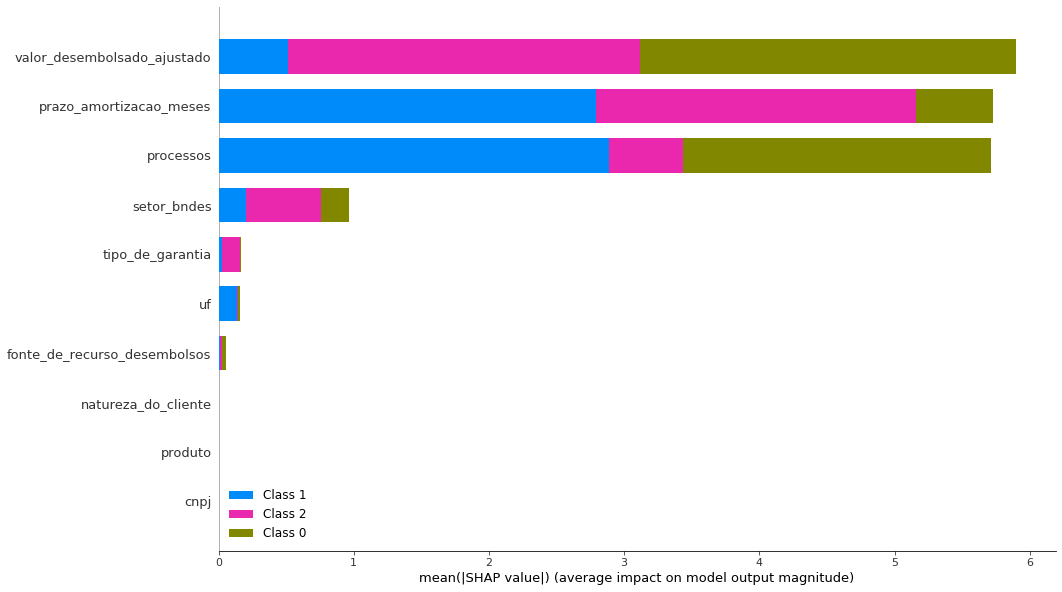 valor_desembolsado_ajustado
prazo_amortizacao_meses
processos
setor_bndes
tipo_de_garantia
uf
fonte_de_recurso_desembolsos
natureza_do_cliente
produto
cnpj
Class 1
Class 2
Class 0
0 1 2 3 4 5 6
mean(|SHAP value|) (average impact on model output magnitude)